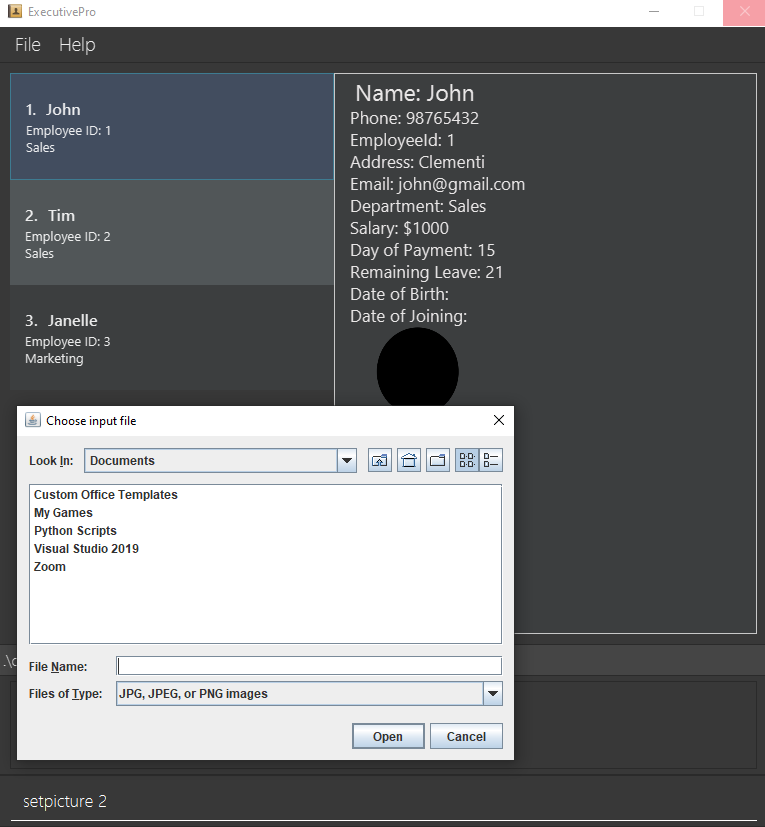 ExecutivePro
File Help
1. John
Employee ID: 1
Sales
2. Tim
Employee ID: 2
Sales
3. Janelle
Employee ID: 3
Marketing
Name: John
Phone: 98765432
EmployeeId: 1
Address: Clementi
Email: john@gmail.com
Department: Sales
Salary: $1000
Day of Payment: 15
Remaining Leave: 21
Date of Birth:
Date of Joining:
Choose input file
Look In: Documents
Custom Office Templates
My Games
Python Scripts
Visual Studio 2019
Zoom
File Name:
Files of Type: JPG, JPEG, or PNG images
Open Cancel
setpicture 2